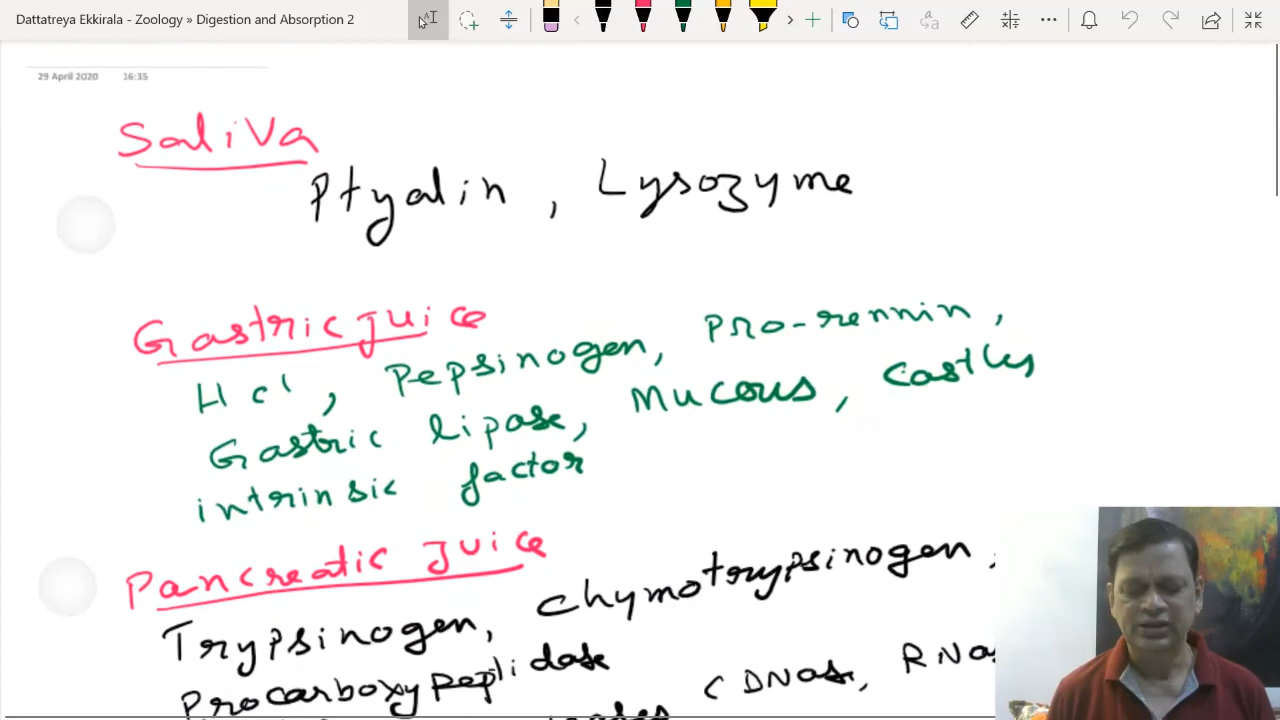 Dattatreya Ekkirala - Zoology » Digestion and Absorption 2
29 April 2020 16:35
Saliva
Ptyalin, Lysozyme
Gastric juice
HCl, Pepsinogen, Pro-rennin,
Gastric lipase, Mucous, Castles
intrinsic factor
Pancreatic juice
Trypsinogen, chymotrypsinogen,
Procarboxypeptidase
(DNase, RNas